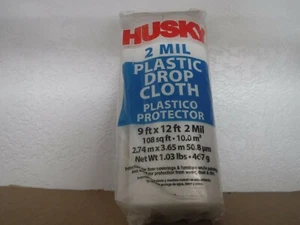 HUSKY
2 MIL
PLASTIC
DROP
CLOTH
PLASTICO
PROTECTOR
9 ft x 12 ft 2 Mil
108 sq ft • 10.0 m²
2.74 m x 3.65 m 50.8 µm
Net Wt 1.03 lbs • 467 g